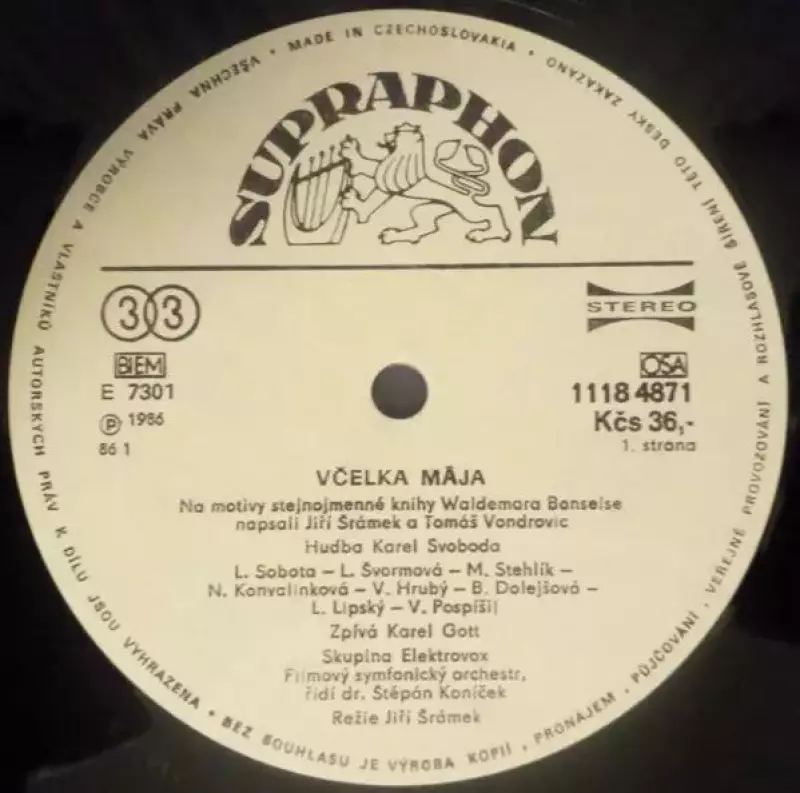 VŠECHNA PRÁVA VÝROBCE A VLASTNÍKŮ AUTORSKÝCH PRÁV K DÍLU JSOU VYHRAZENA • BEZ SOUHLASU JE VÝROBA KOPIÍ, PRONÁJEM, PŮJČOVÁNÍ, VEŘEJNÉ PROVOZOVÁNÍ A ROZHLASOVÉ ŠÍŘENÍ TÉTO DESKY ZAKÁZÁNO • MADE IN CZECHOSLOVAKIA •
SUPRAPHON
33
STEREO
BIEM
OSA
E 7301
1118 4871
Ⓟ 1986
Kčs 36,-
86 1
1. strana
VČELKA MÁJA
Na motivy stejnojmenné knihy Waldemara Bonselse
napsali Jiří Šrámek a Tomáš Vondrovic
Hudba Karel Svoboda
L. Sobota – L. Švormová – M. Stehlík –
N. Konvalinková – V. Hrubý – B. Dolejšová –
L. Lipský – V. Pospíšil
Zpívá Karel Gott
Skupina Elektrovox
Filmový symfonický orchestr,
řídí dr. Štěpán Koníček
Režie Jiří Šrámek